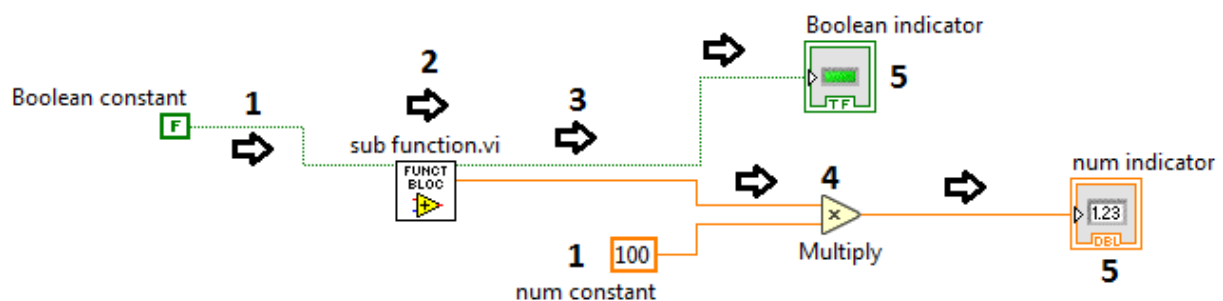 Boolean indicator
2
5
TF
Boolean constant
1
3
F
sub function.vi
FUNCT
BLOC
+
4
num indicator
×
1.23
DBL
1
100
Multiply
5
num constant